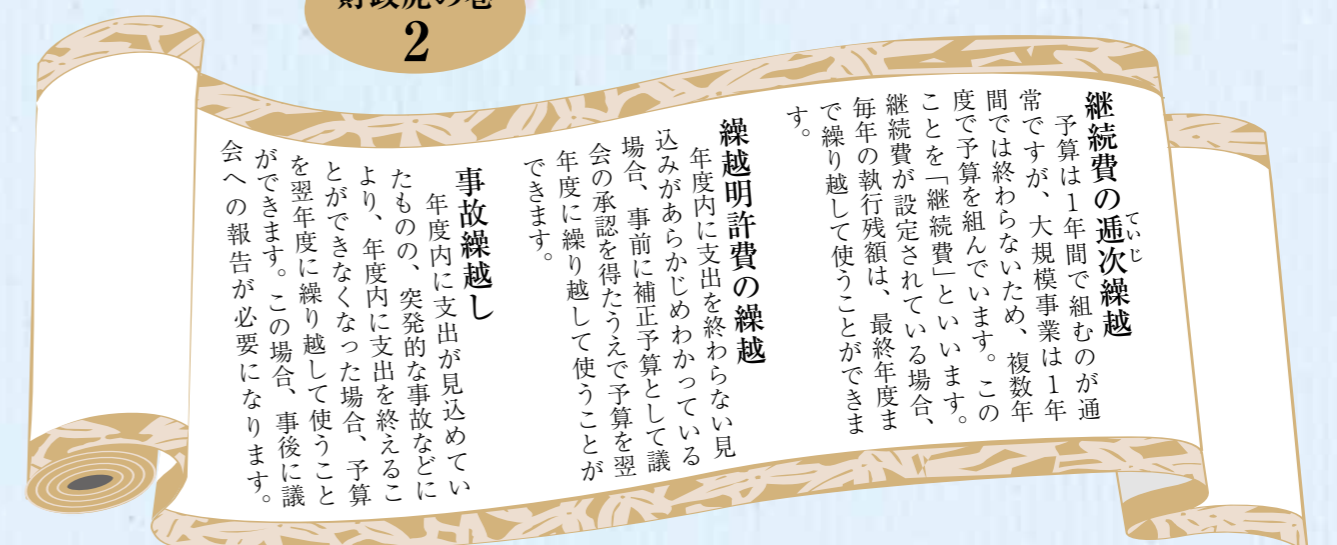 財政虎の巻
2
継続費の逓次繰越
ていじ
予算は1年間で組むのが通
常ですが、大規模事業は1年
間では終わらないため、複数年
度で予算を組んでいます。この
ことを「継続費」といいます。
継続費が設定されている場合、
毎年の執行残額は、最終年度ま
で繰り越して使うことができま
す。
繰越明許費の繰越
年度内に支出を終わらない見
込みがあらかじめわかっている
場合、事前に補正予算として議
会の承認を得たうえで予算を翌
年度に繰り越して使うことが
できます。
事故繰越し
年度内に支出が見込めてい
たものの、突発的な事故などに
より、年度内に支出を終えるこ
とができなくなった場合、予算
を翌年度に繰り越して使うこと
ができます。この場合、事後に議
会への報告が必要になります。